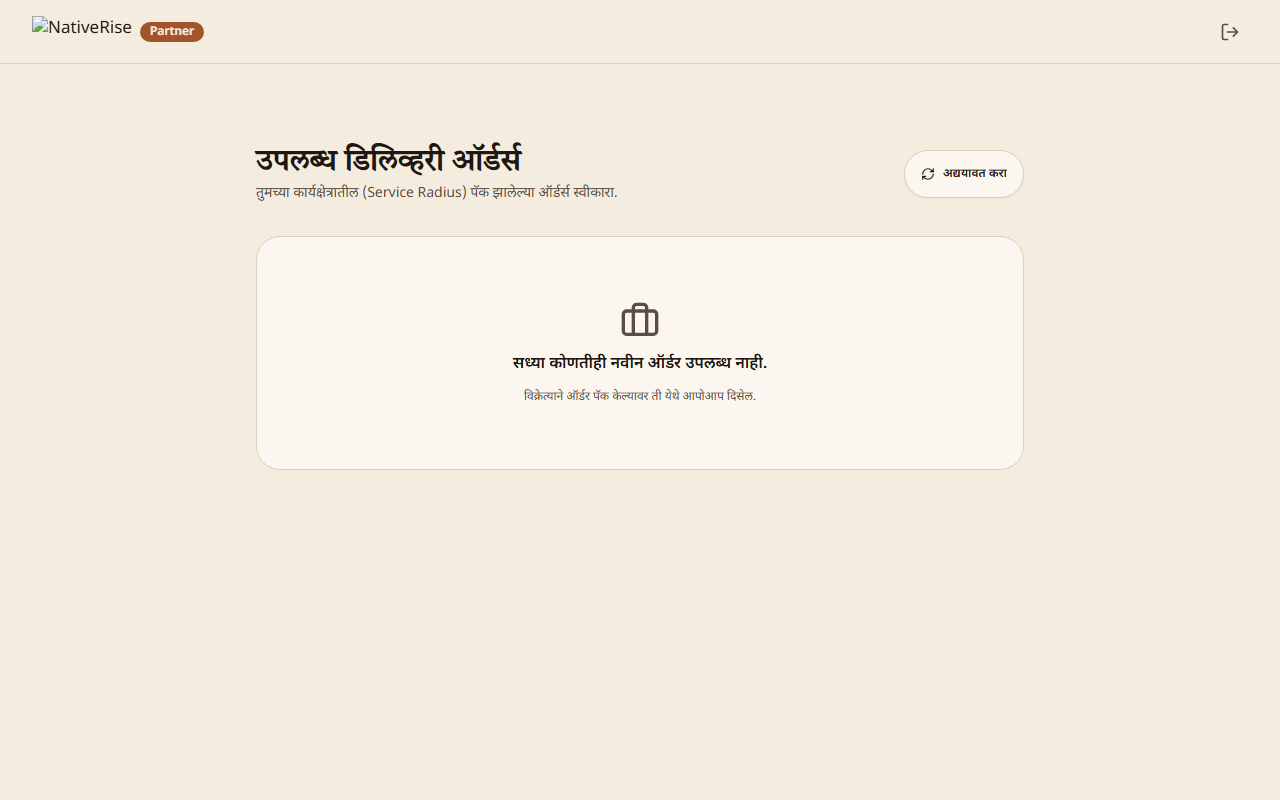 NativeRise
Partner
उपलब्ध डिलिव्हरी ऑर्डर्स
तुमच्या कार्यक्षेत्रातील (Service Radius) पॅक झालेल्या ऑर्डर्स स्वीकारा.
अद्ययावत करा
सध्या कोणतीही नवीन ऑर्डर उपलब्ध नाही.
विक्रेत्याने ऑर्डर पॅक केल्यावर ती येथे आपोआप दिसेल.